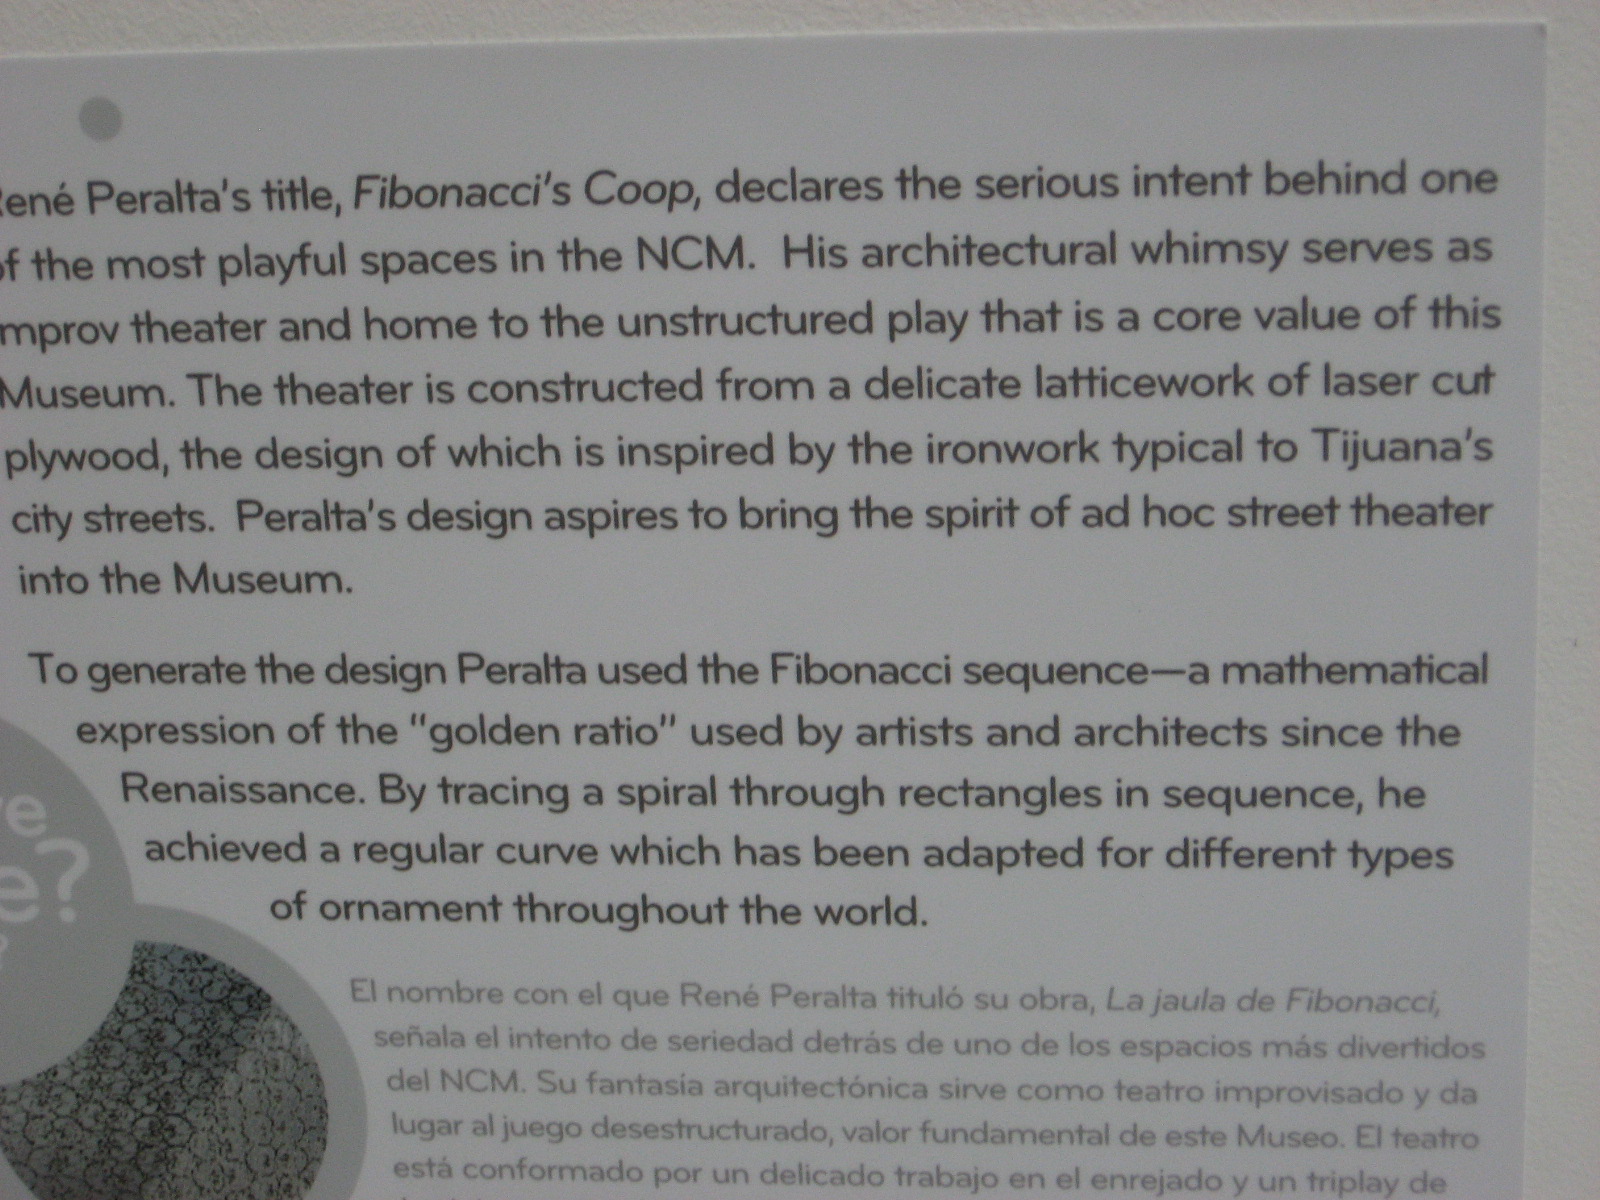 René Peralta's title, Fibonacci's Coop, declares the serious intent behind one
of the most playful spaces in the NCM. His architectural whimsy serves as
mprov theater and home to the unstructured play that is a core value of this
Museum. The theater is constructed from a delicate latticework of laser cut
plywood, the design of which is inspired by the ironwork typical to Tijuana's
city streets. Peralta's design aspires to bring the spirit of ad hoc street theater
into the Museum.
To generate the design Peralta used the Fibonacci sequence—a mathematical
expression of the "golden ratio" used by artists and architects since the
Renaissance. By tracing a spiral through rectangles in sequence, he
achieved a regular curve which has been adapted for different types
of ornament throughout the world.
El nombre con el que René Peralta tituló su obra, La jaula de Fibonacci,
señala el intento de seriedad detrás de uno de los espacios más divertidos
del NCM. Su fantasía arquitectónica sirve como teatro improvisado y da
lugar al juego desestructurado, valor fundamental de este Museo. El teatro
está conformado por un delicado trabajo en el enrejado y un triplay de